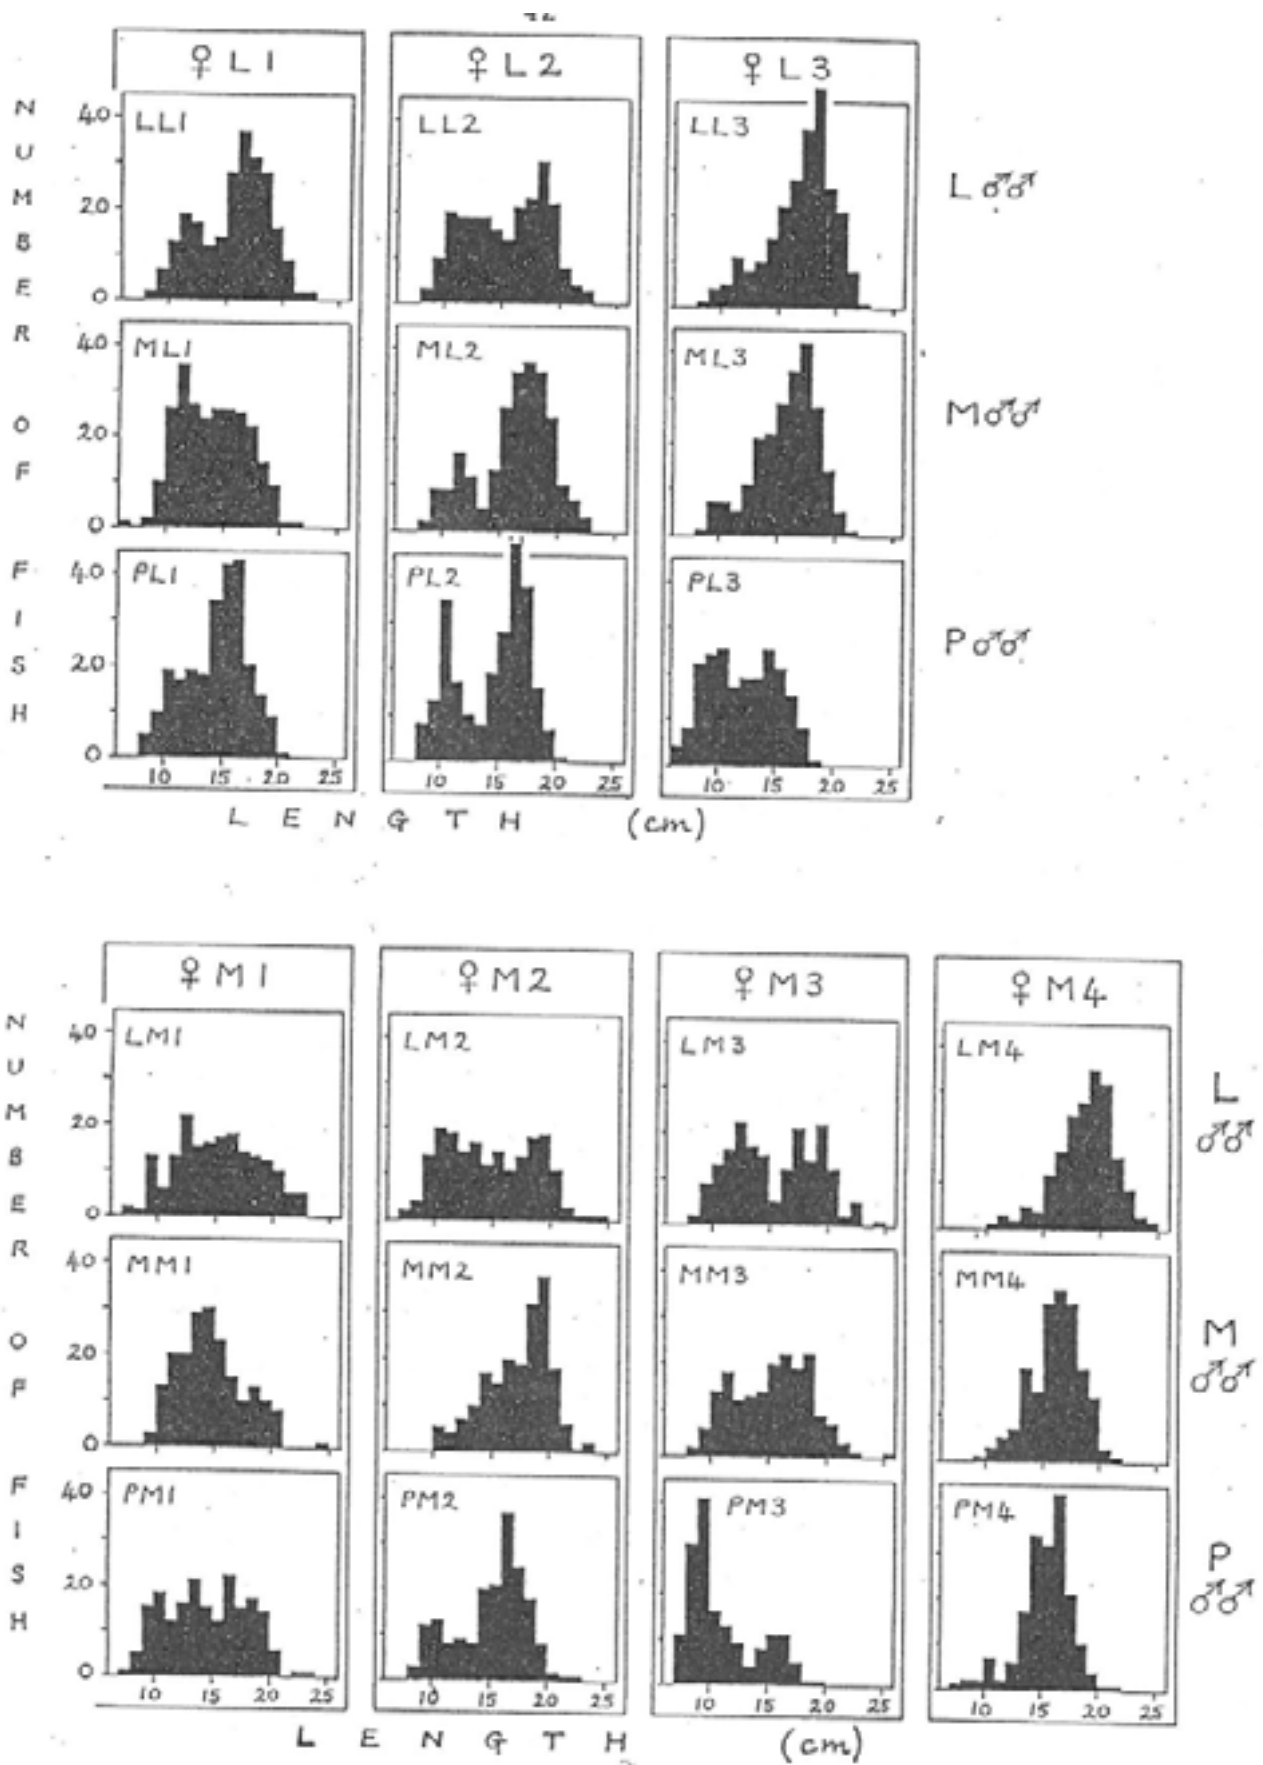 ♀ L1 ♀ L2 ♀ L3
NUMBER OF FISH
40 LL1 LL2 LL3 L ♂♂
20
0
40 ML1 ML2 ML3 M ♂♂
20
0
40 PL1 PL2 PL3 P ♂♂
20
0
10 15 20 25 10 15 20 25 10 15 20 25
LENGTH (cm)
♀ M1 ♀ M2 ♀ M3 ♀ M4
NUMBER OF FISH
40 LM1 LM2 LM3 LM4 L ♂♂
20
0
40 MM1 MM2 MM3 MM4 M ♂♂
20
0
40 PM1 PM2 PM3 PM4 P ♂♂
20
0
10 15 20 25 10 15 20 25 10 15 20 25 10 15 20 25
LENGTH (cm)